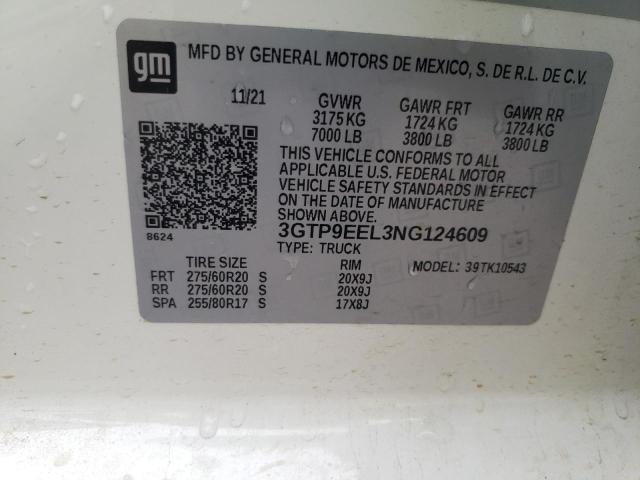 gm
MFD BY GENERAL MOTORS DE MEXICO, S. DE R.L. DE C.V.
11/21 GVWR GAWR FRT GAWR RR
3175 KG 1724 KG 1724 KG
7000 LB 3800 LB 3800 LB
THIS VEHICLE CONFORMS TO ALL
APPLICABLE U.S. FEDERAL MOTOR
VEHICLE SAFETY STANDARDS IN EFFECT
ON THE DATE OF MANUFACTURE
SHOWN ABOVE.
8624 3GTP9EEL3NG124609
TYPE: TRUCK
TIRE SIZE RIM MODEL: 39TK10543
FRT 275/60R20 S 20X9J
RR 275/60R20 S 20X9J
SPA 255/80R17 S 17X8J